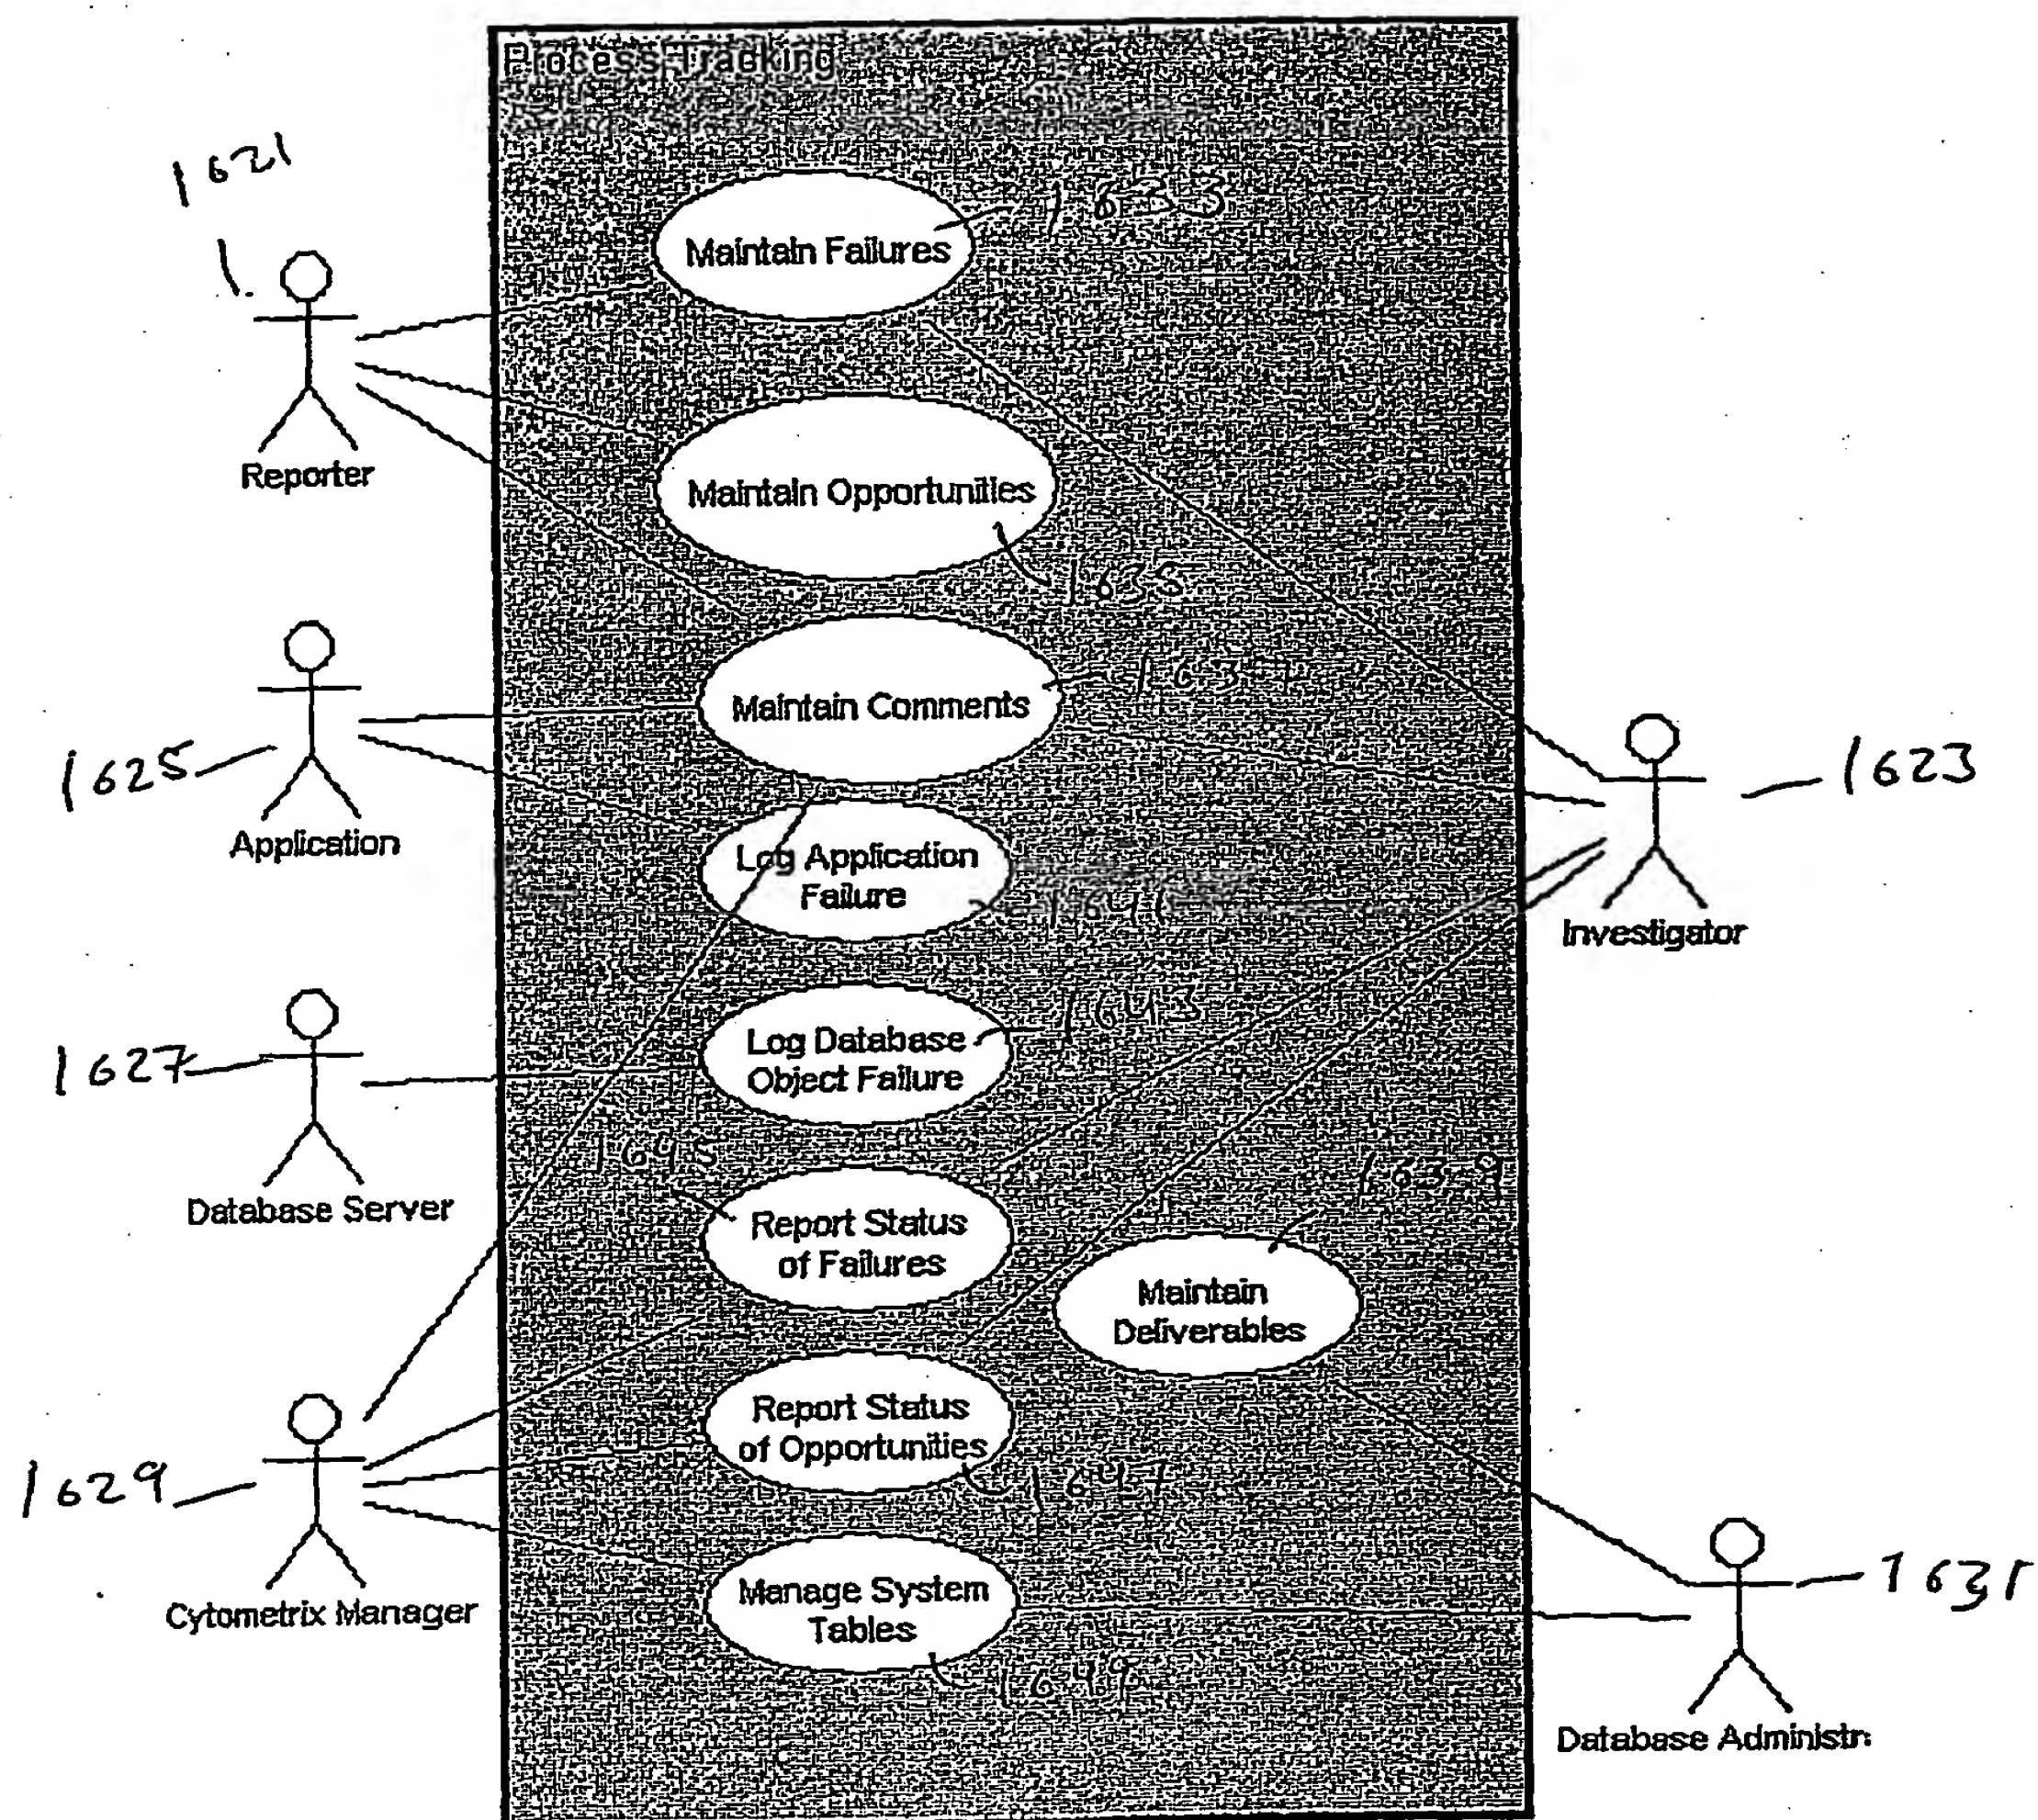 Process Tracking
1621
1633
Maintain Failures
Reporter
Maintain Opportunities
1635
1637
Maintain Comments
1625
Application
1623
Investigator
Log Application
Failure
1641
1643
Log Database
Object Failure
1627
Database Server
1645
Report Status
of Failures
1639
Maintain
Deliverables
Report Status
of Opportunities
1629
Cytometrix Manager
Manage System
Tables
1649
1631
Database Administr